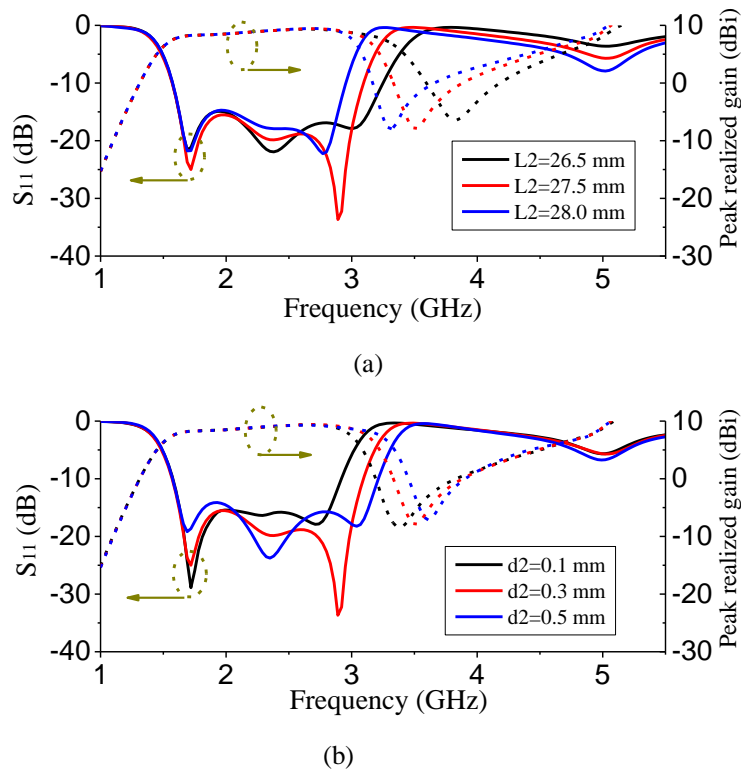 0
-10
-20
-30
-40
S11 (dB)
10
0
-10
-20
-30
Peak realized gain (dBi)
L2=26.5 mm
L2=27.5 mm
L2=28.0 mm
1 2 3 4 5
Frequency (GHz)
(a)
0
-10
-20
-30
-40
S11 (dB)
10
0
-10
-20
-30
Peak realized gain (dBi)
d2=0.1 mm
d2=0.3 mm
d2=0.5 mm
1 2 3 4 5
Frequency (GHz)
(b)